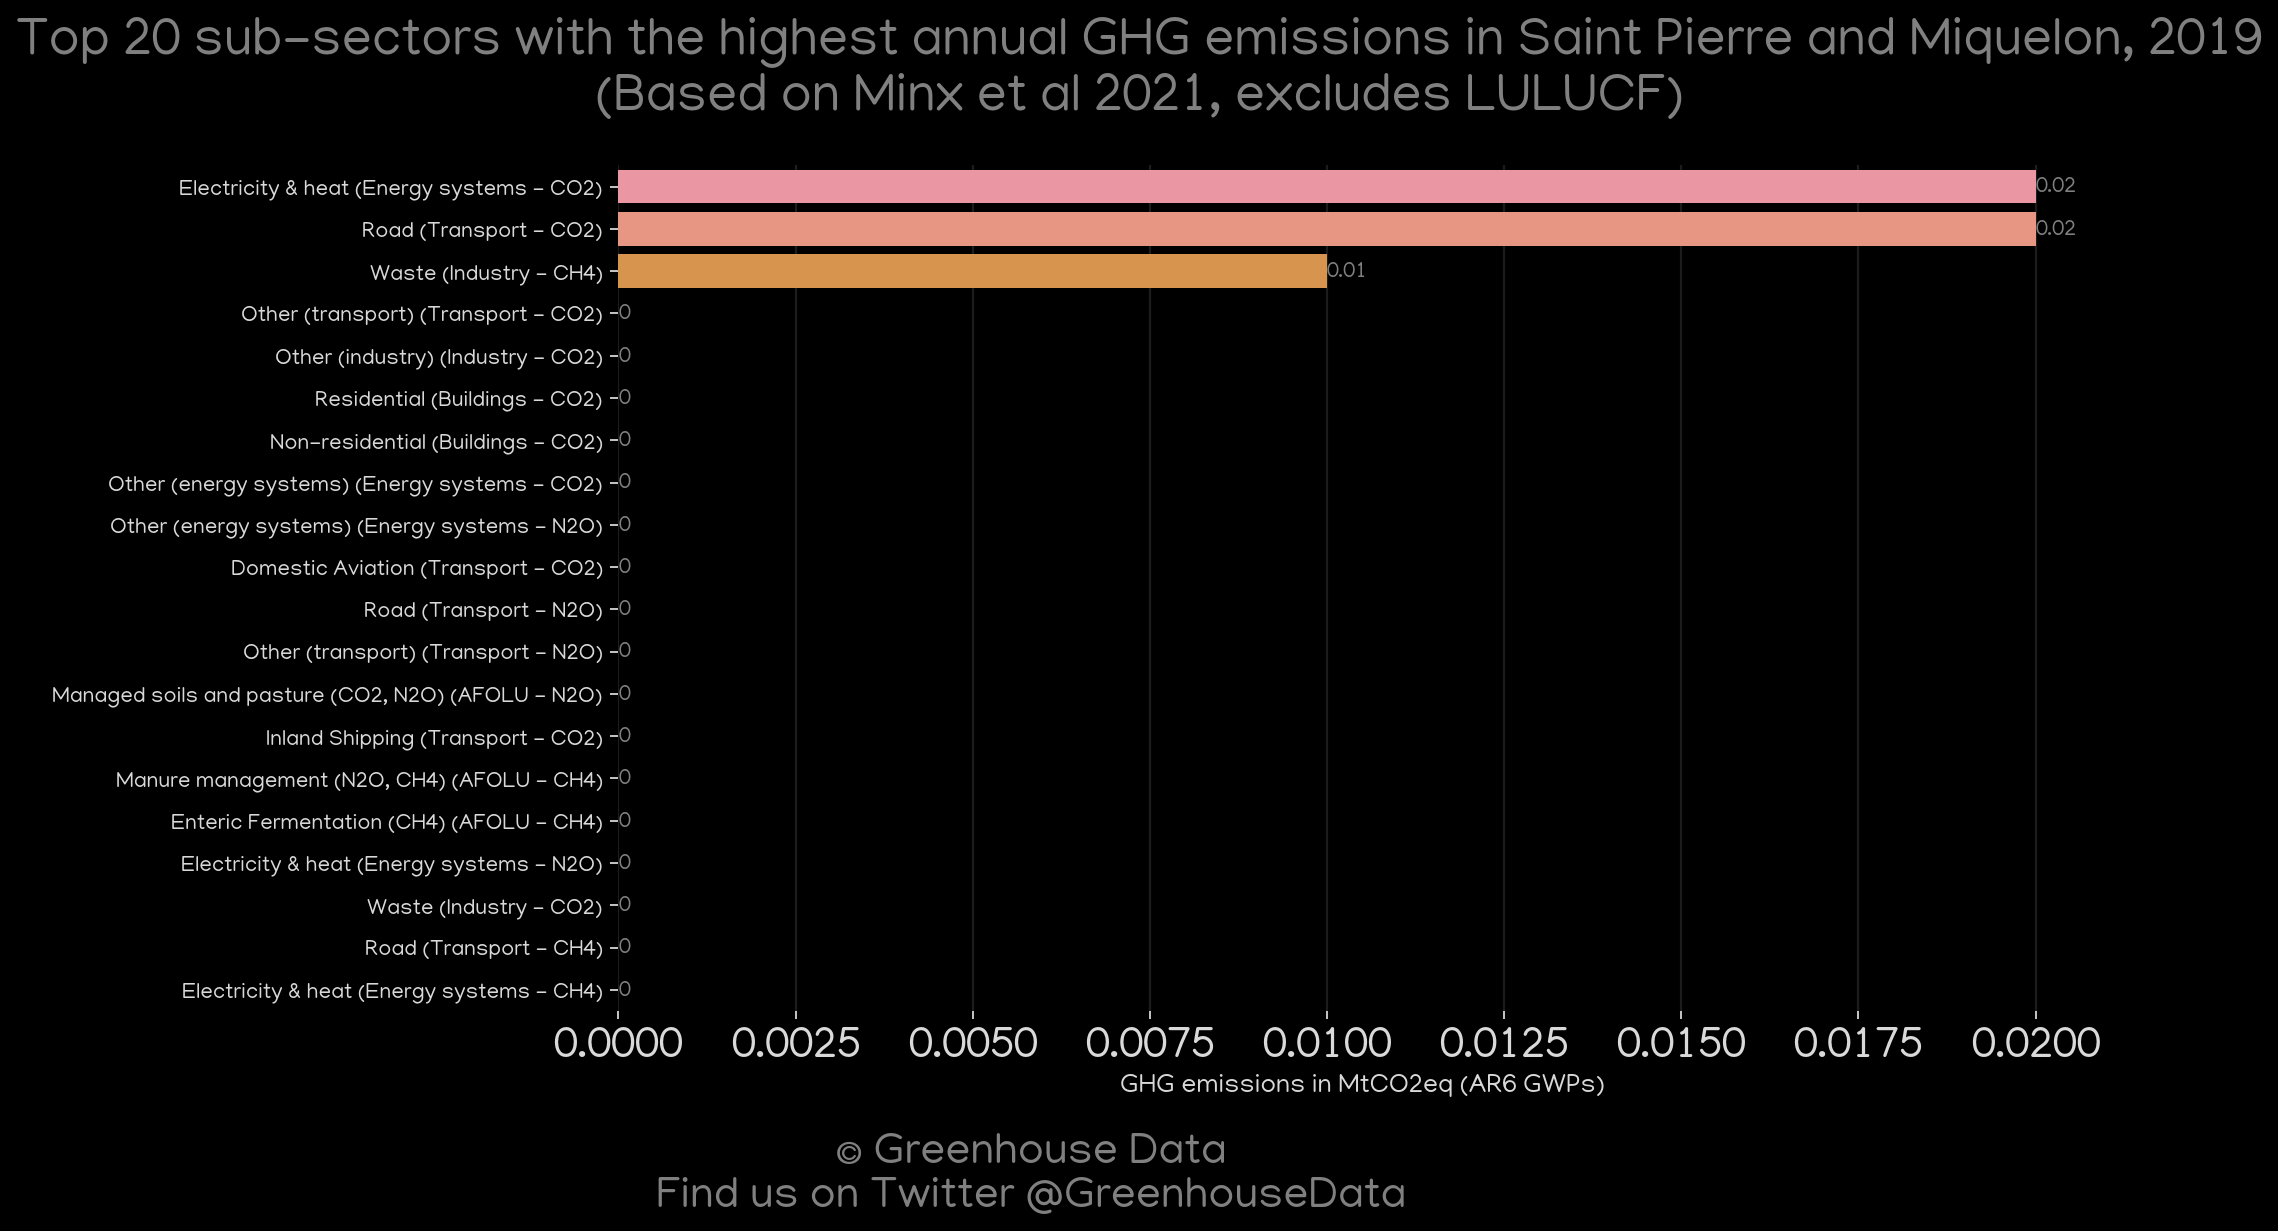 Top 20 sub-sectors with the highest annual GHG emissions in Saint Pierre and Miquelon, 2019
(Based on Minx et al 2021, excludes LULUCF)
Electricity & heat (Energy systems - CO2) 0.02
Road (Transport - CO2) 0.02
Waste (Industry - CH4) 0.01
Other (transport) (Transport - CO2) 0
Other (industry) (Industry - CO2) 0
Residential (Buildings - CO2) 0
Non-residential (Buildings - CO2) 0
Other (energy systems) (Energy systems - CO2) 0
Other (energy systems) (Energy systems - N2O) 0
Domestic Aviation (Transport - CO2) 0
Road (Transport - N2O) 0
Other (transport) (Transport - N2O) 0
Managed soils and pasture (CO2, N2O) (AFOLU - N2O) 0
Inland Shipping (Transport - CO2) 0
Manure management (N2O, CH4) (AFOLU - CH4) 0
Enteric Fermentation (CH4) (AFOLU - CH4) 0
Electricity & heat (Energy systems - N2O) 0
Waste (Industry - CO2) 0
Road (Transport - CH4) 0
Electricity & heat (Energy systems - CH4) 0
0.0000 0.0025 0.0050 0.0075 0.0100 0.0125 0.0150 0.0175 0.0200
GHG emissions in MtCO2eq (AR6 GWPs)
© Greenhouse Data
Find us on Twitter @GreenhouseData